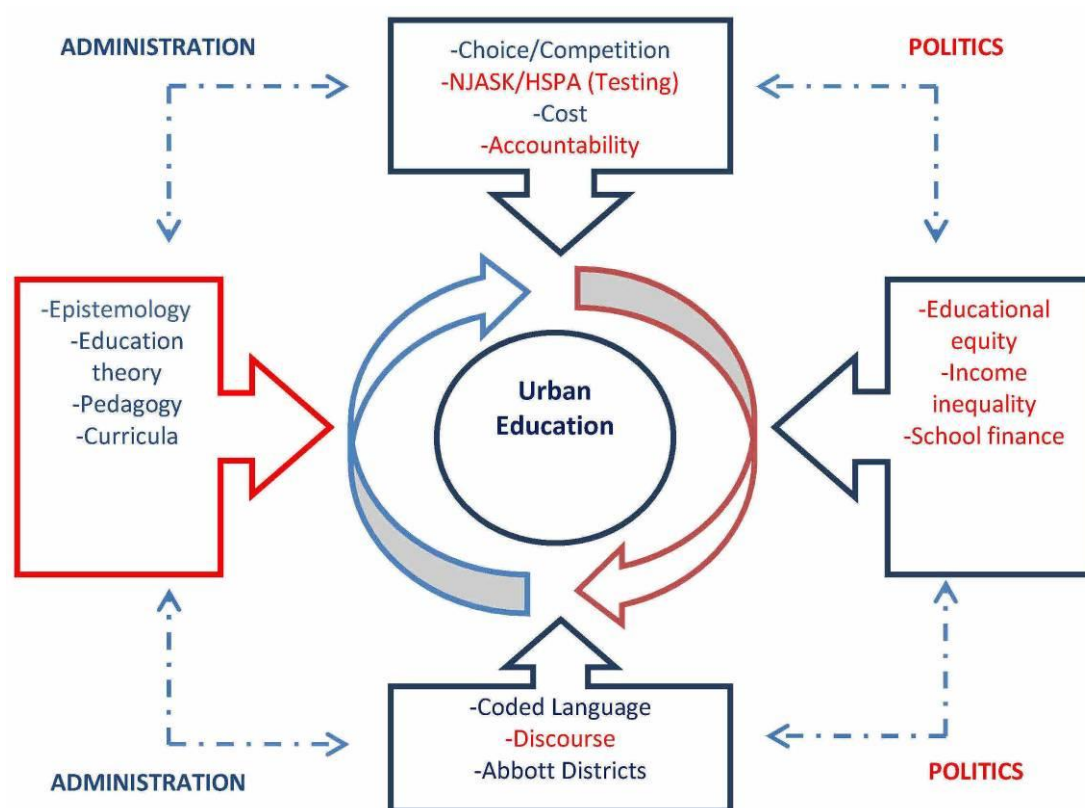 ADMINISTRATION
-Choice/Competition
-NJASK/HSPA (Testing)
-Cost
-Accountability
POLITICS
-Epistemology
-Education
theory
-Pedagogy
-Curricula
Urban
Education
-Educational
equity
-Income
inequality
-School finance
ADMINISTRATION
-Coded Language
-Discourse
-Abbott Districts
POLITICS